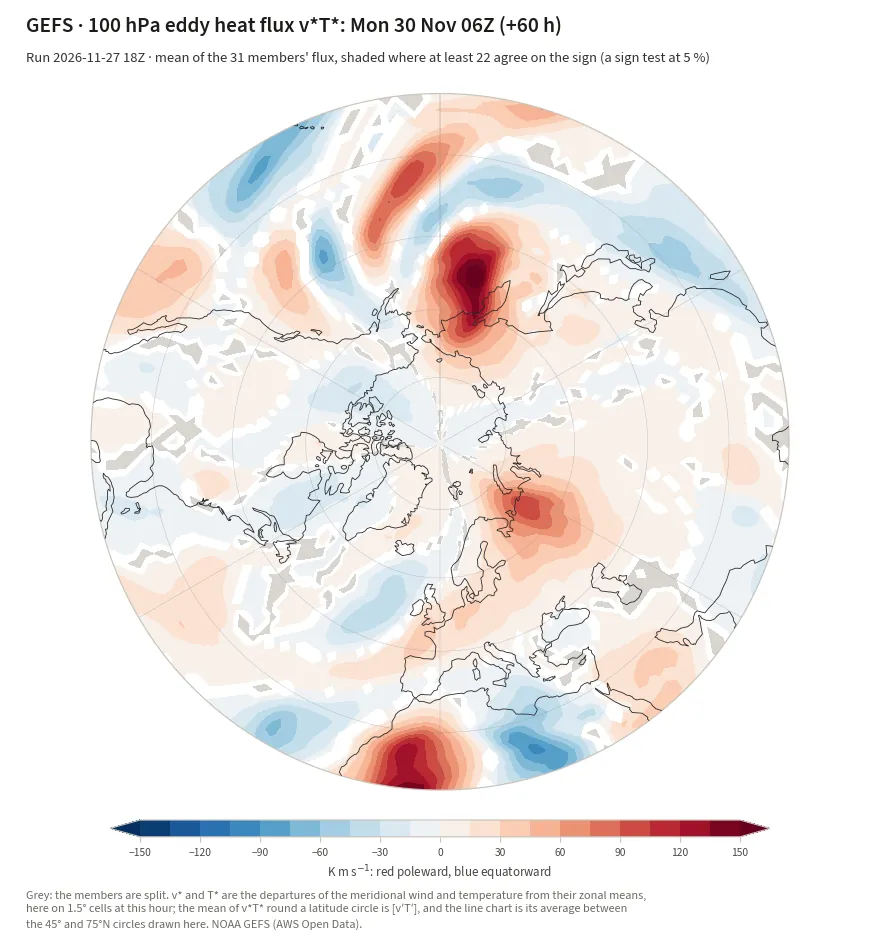 GEFS · 100 hPa eddy heat flux v*T*: Mon 30 Nov 06Z (+60 h)
Run 2026-11-27 18Z · mean of the 31 members' flux, shaded where at least 22 agree on the sign (a sign test at 5 %)
−150 −120 −90 −60 −30 0 30 60 90 120 150
K m s⁻¹: red poleward, blue equatorward
Grey: the members are split. v* and T* are the departures of the meridional wind and temperature from their zonal means,
here on 1.5° cells at this hour; the mean of v*T* round a latitude circle is [v'T'], and the line chart is its average between
the 45° and 75°N circles drawn here. NOAA GEFS (AWS Open Data).